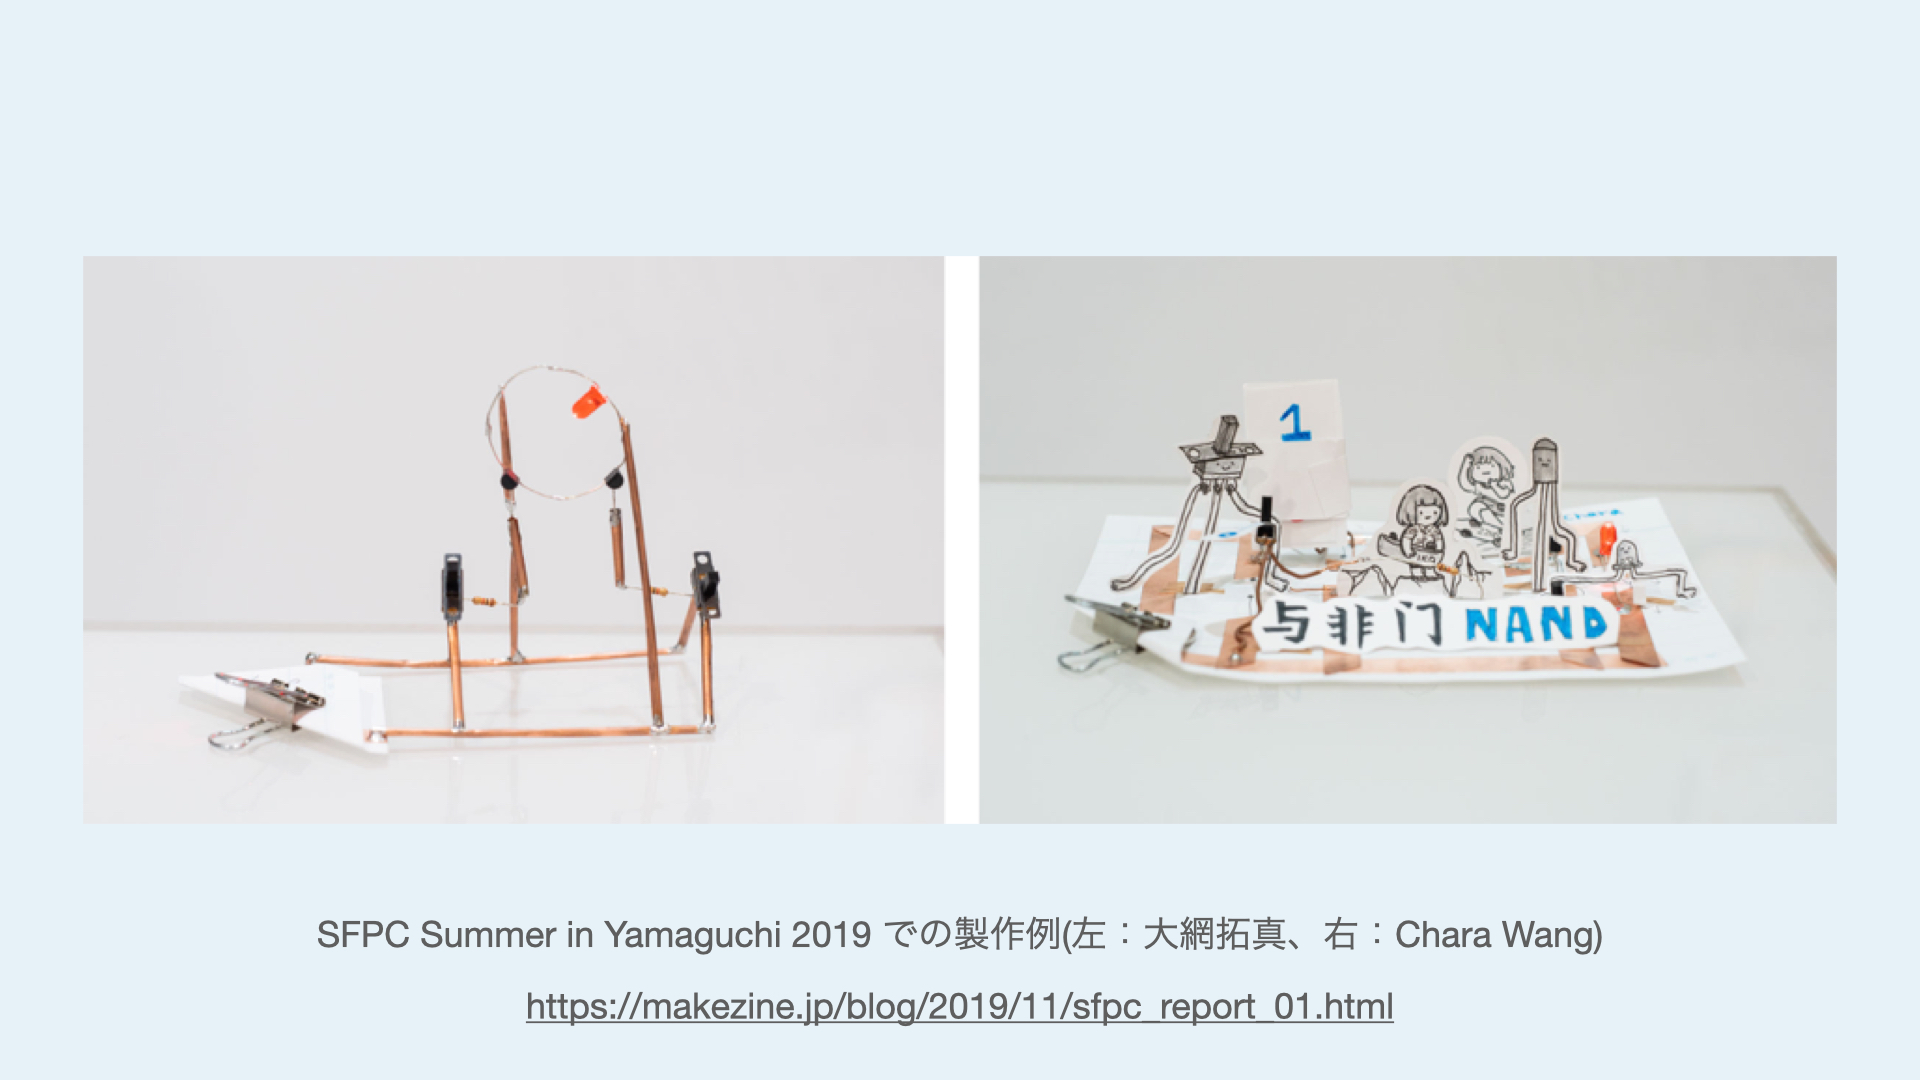 1
chara
与非门 NAND
SFPC Summer in Yamaguchi 2019 での製作例(左：大網拓真、右：Chara Wang)
https://makezine.jp/blog/2019/11/sfpc_report_01.html